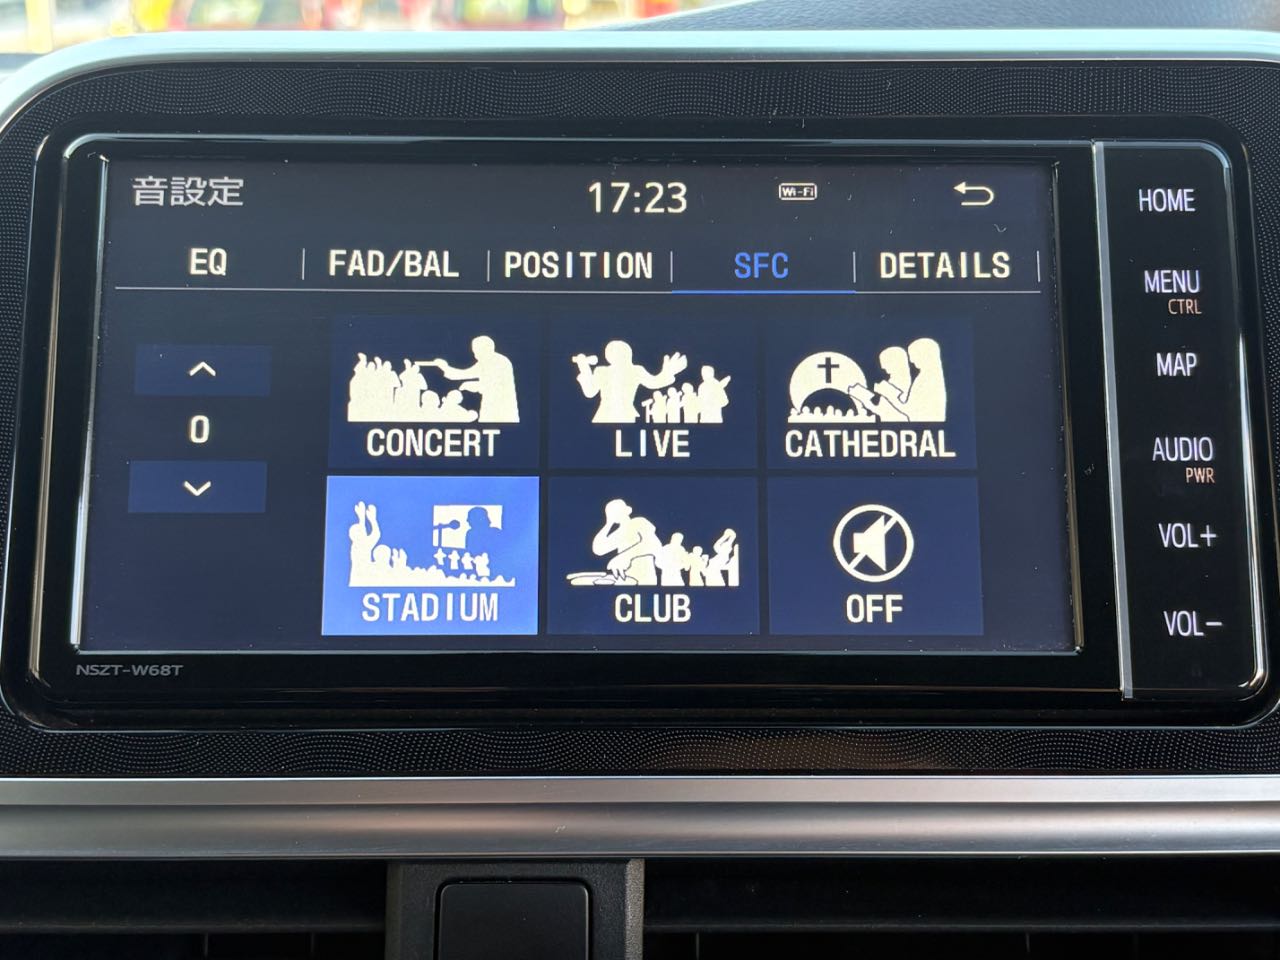 音設定 17:23 Wi-Fi
EQ FAD/BAL POSITION SFC DETAILS
0
CONCERT LIVE CATHEDRAL
STADIUM CLUB OFF
NSZT-W68T
HOME
MENU
CTRL
MAP
AUDIO
PWR
VOL+
VOL-